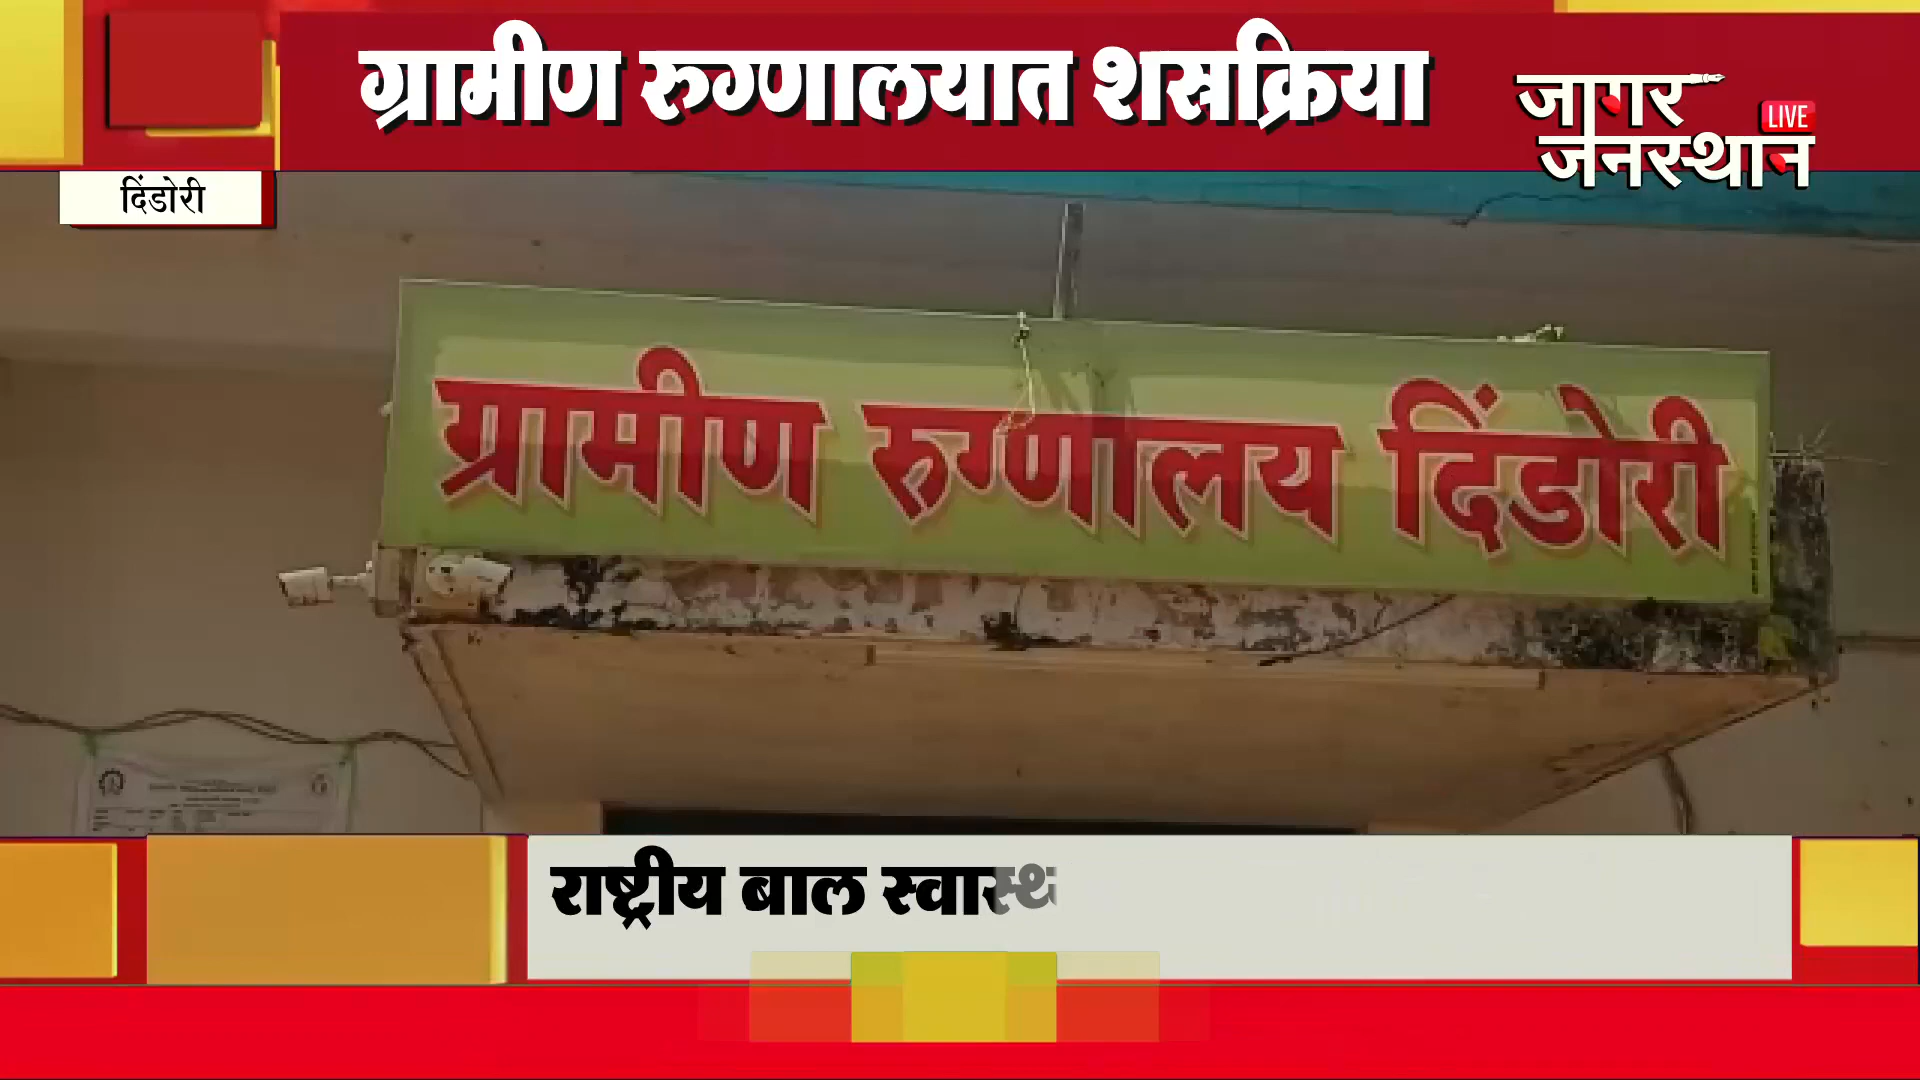 ग्रामीण रुग्णालयात शस्त्रक्रिया
जागर
LIVE
जनस्थान
दिंडोरी
ग्रामीण रुग्णालय दिंडोरी
राष्ट्रीय बाल